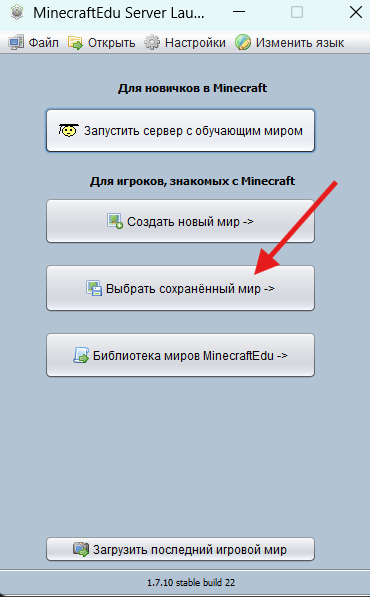 MinecraftEdu Server Lau...
Файл Открыть Настройки Изменить язык
Для новичков в Minecraft
Запустить сервер с обучающим миром
Для игроков, знакомых с Minecraft
Создать новый мир ->
Выбрать сохранённый мир ->
Библиотека миров MinecraftEdu ->
Загрузить последний игровой мир
1.7.10 stable build 22